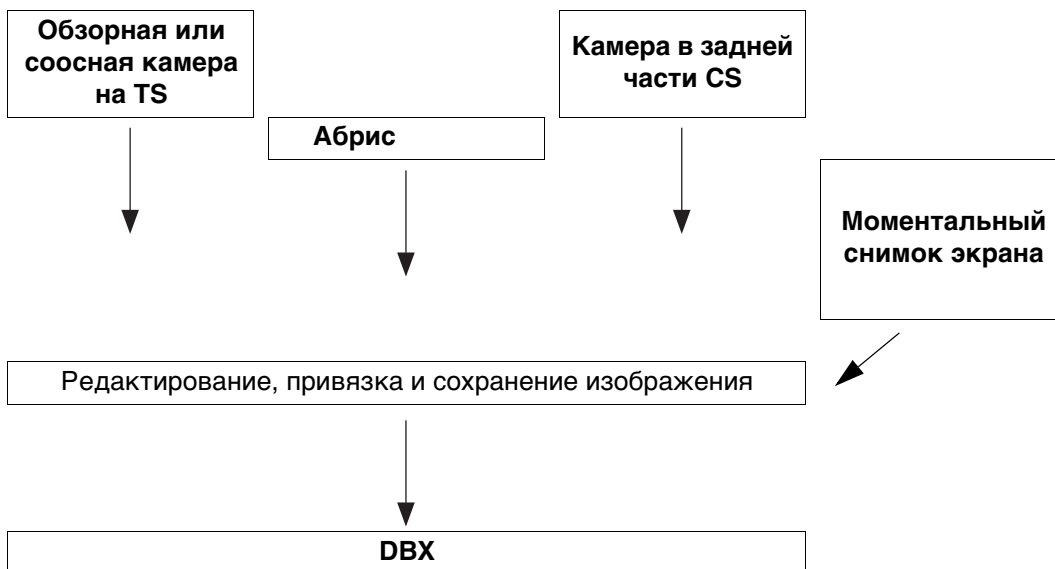 Обзорная или
соосная камера
на TS
Камера в задней
части CS
Абрис
Моментальный
снимок экрана
Редактирование, привязка и сохранение изображения
DBX